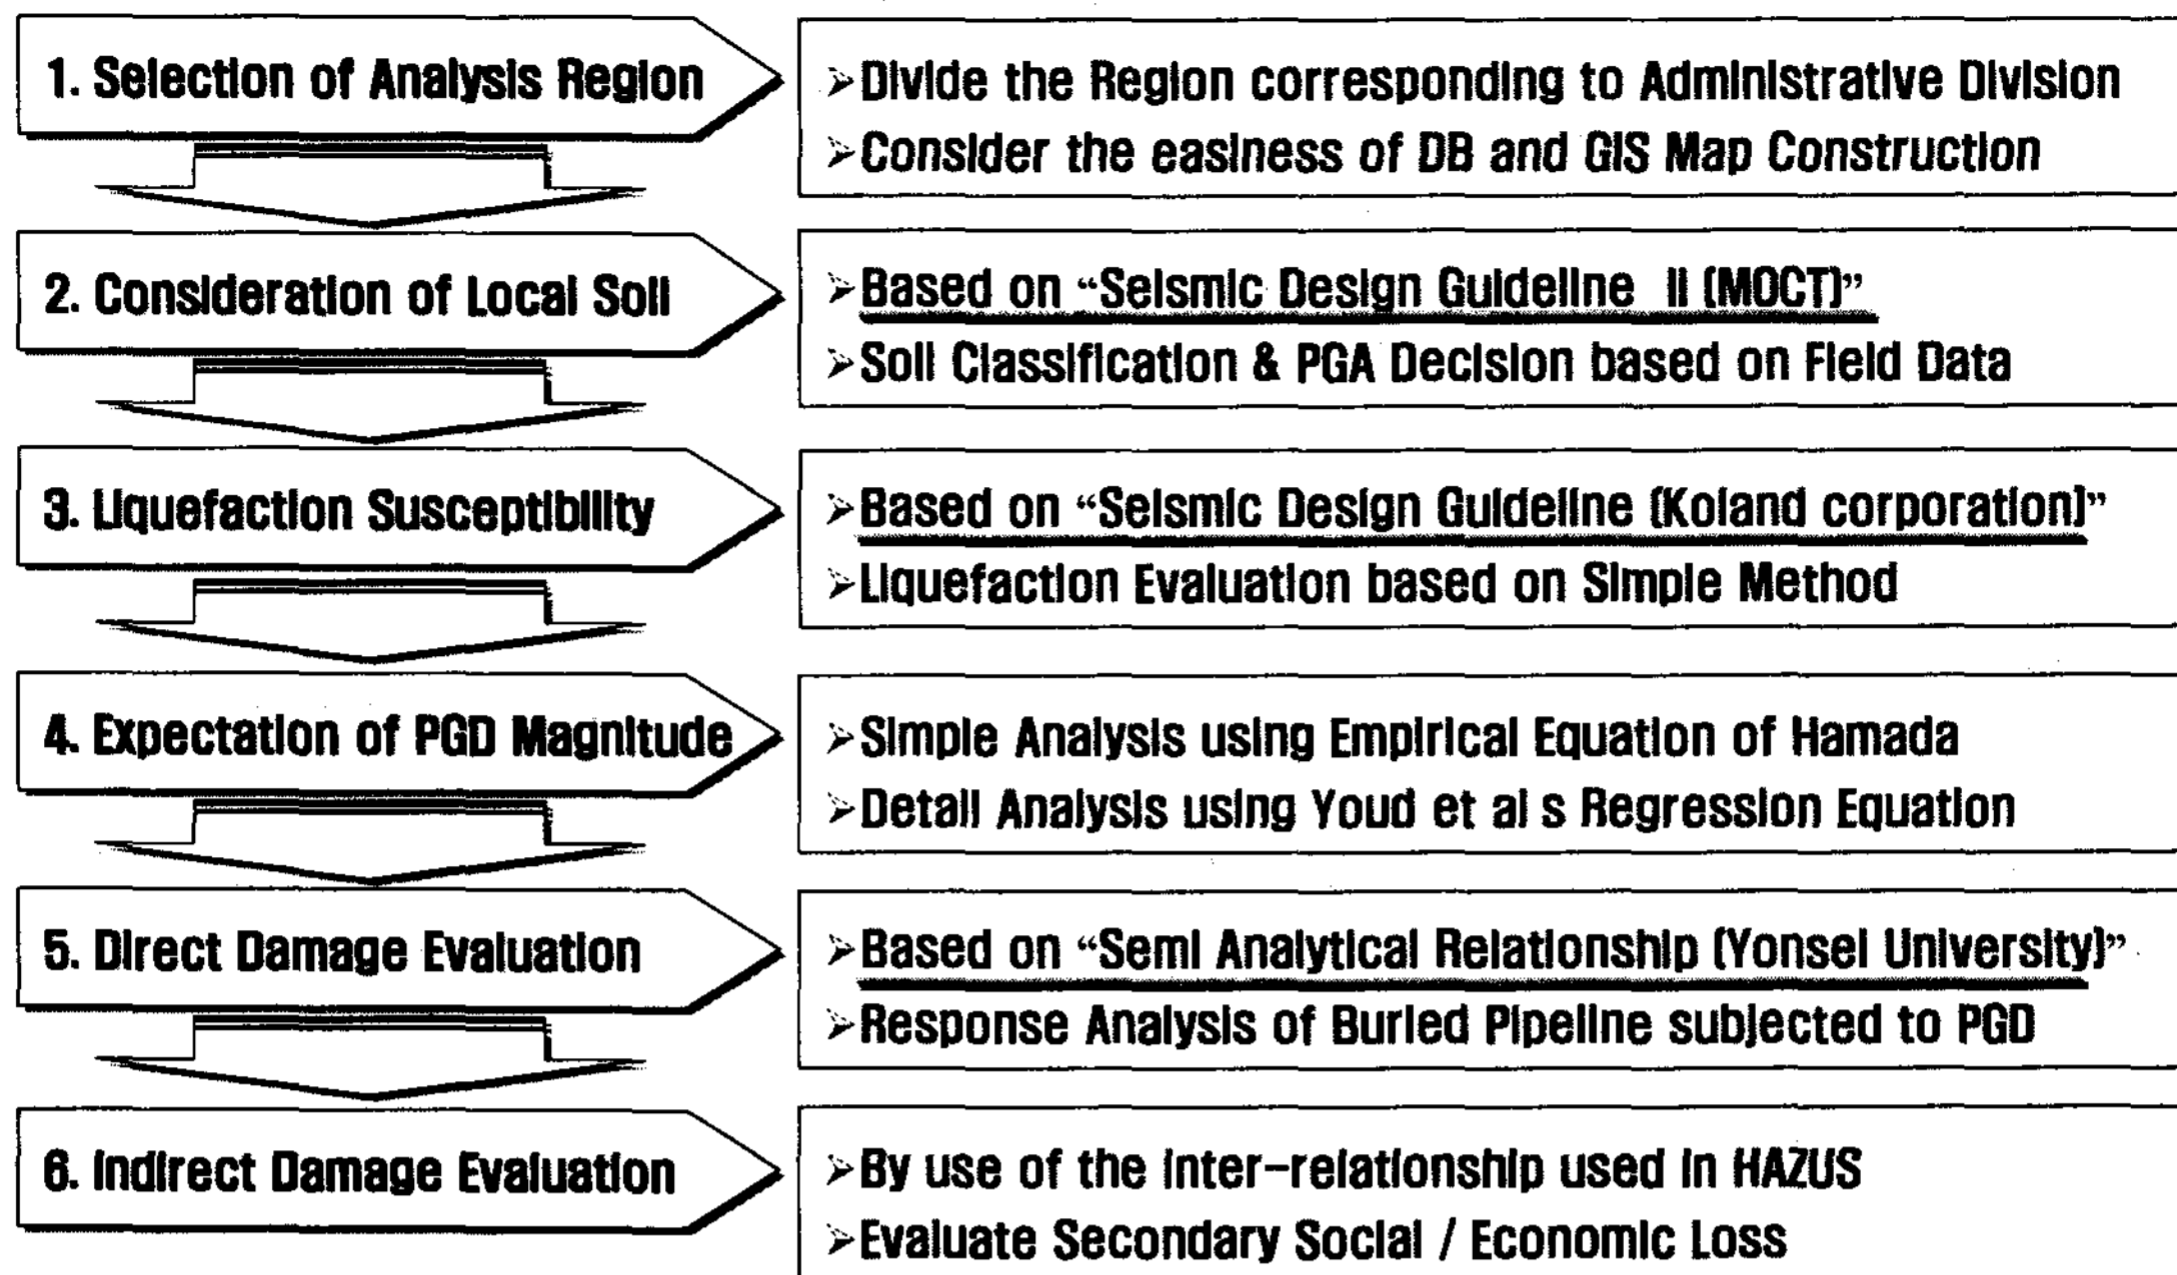 1. Selection of Analysis Region
➢Divide the Region corresponding to Administrative Division
➢Consider the easiness of DB and GIS Map Construction
2. Consideration of Local Soil
➢Based on “Seismic Design Guideline II (MOCT)”
➢Soil Classification & PGA Decision based on Field Data
3. Liquefaction Susceptibility
➢Based on “Seismic Design Guideline (Koland corporation)”
➢Liquefaction Evaluation based on Simple Method
4. Expectation of PGD Magnitude
➢Simple Analysis using Empirical Equation of Hamada
➢Detail Analysis using Youd et al s Regression Equation
5. Direct Damage Evaluation
➢Based on “Semi Analytical Relationship (Yonsei University)”
➢Response Analysis of Buried Pipeline subjected to PGD
6. Indirect Damage Evaluation
➢By use of the inter-relationship used in HAZUS
➢Evaluate Secondary Social / Economic Loss